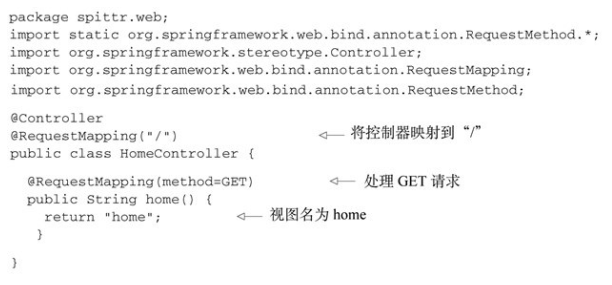 package spittr.web;
import static org.springframework.web.bind.annotation.RequestMethod.*;
import org.springframework.stereotype.Controller;
import org.springframework.web.bind.annotation.RequestMapping;
import org.springframework.web.bind.annotation.RequestMethod;
@Controller
@RequestMapping("/") 将控制器映射到“/”
public class HomeController {
@RequestMapping(method=GET) 处理 GET 请求
public String home() {
return "home"; 视图名为 home
}
}